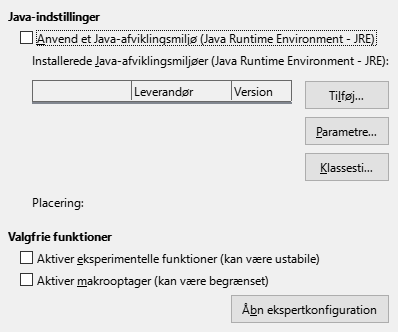 Java-indstillinger
Anvend et Java-afviklingsmiljø (Java Runtime Environment - JRE)
Installerede Java-afviklingsmiljøer (Java Runtime Environment - JRE):
Leverandør Version
Tilføj...
Parametre...
Klassesti...
Placering:
Valgfrie funktioner
Aktiver eksperimentelle funktioner (kan være ustabile)
Aktiver makrooptager (kan være begrænset)
Åbn ekspertkonfiguration